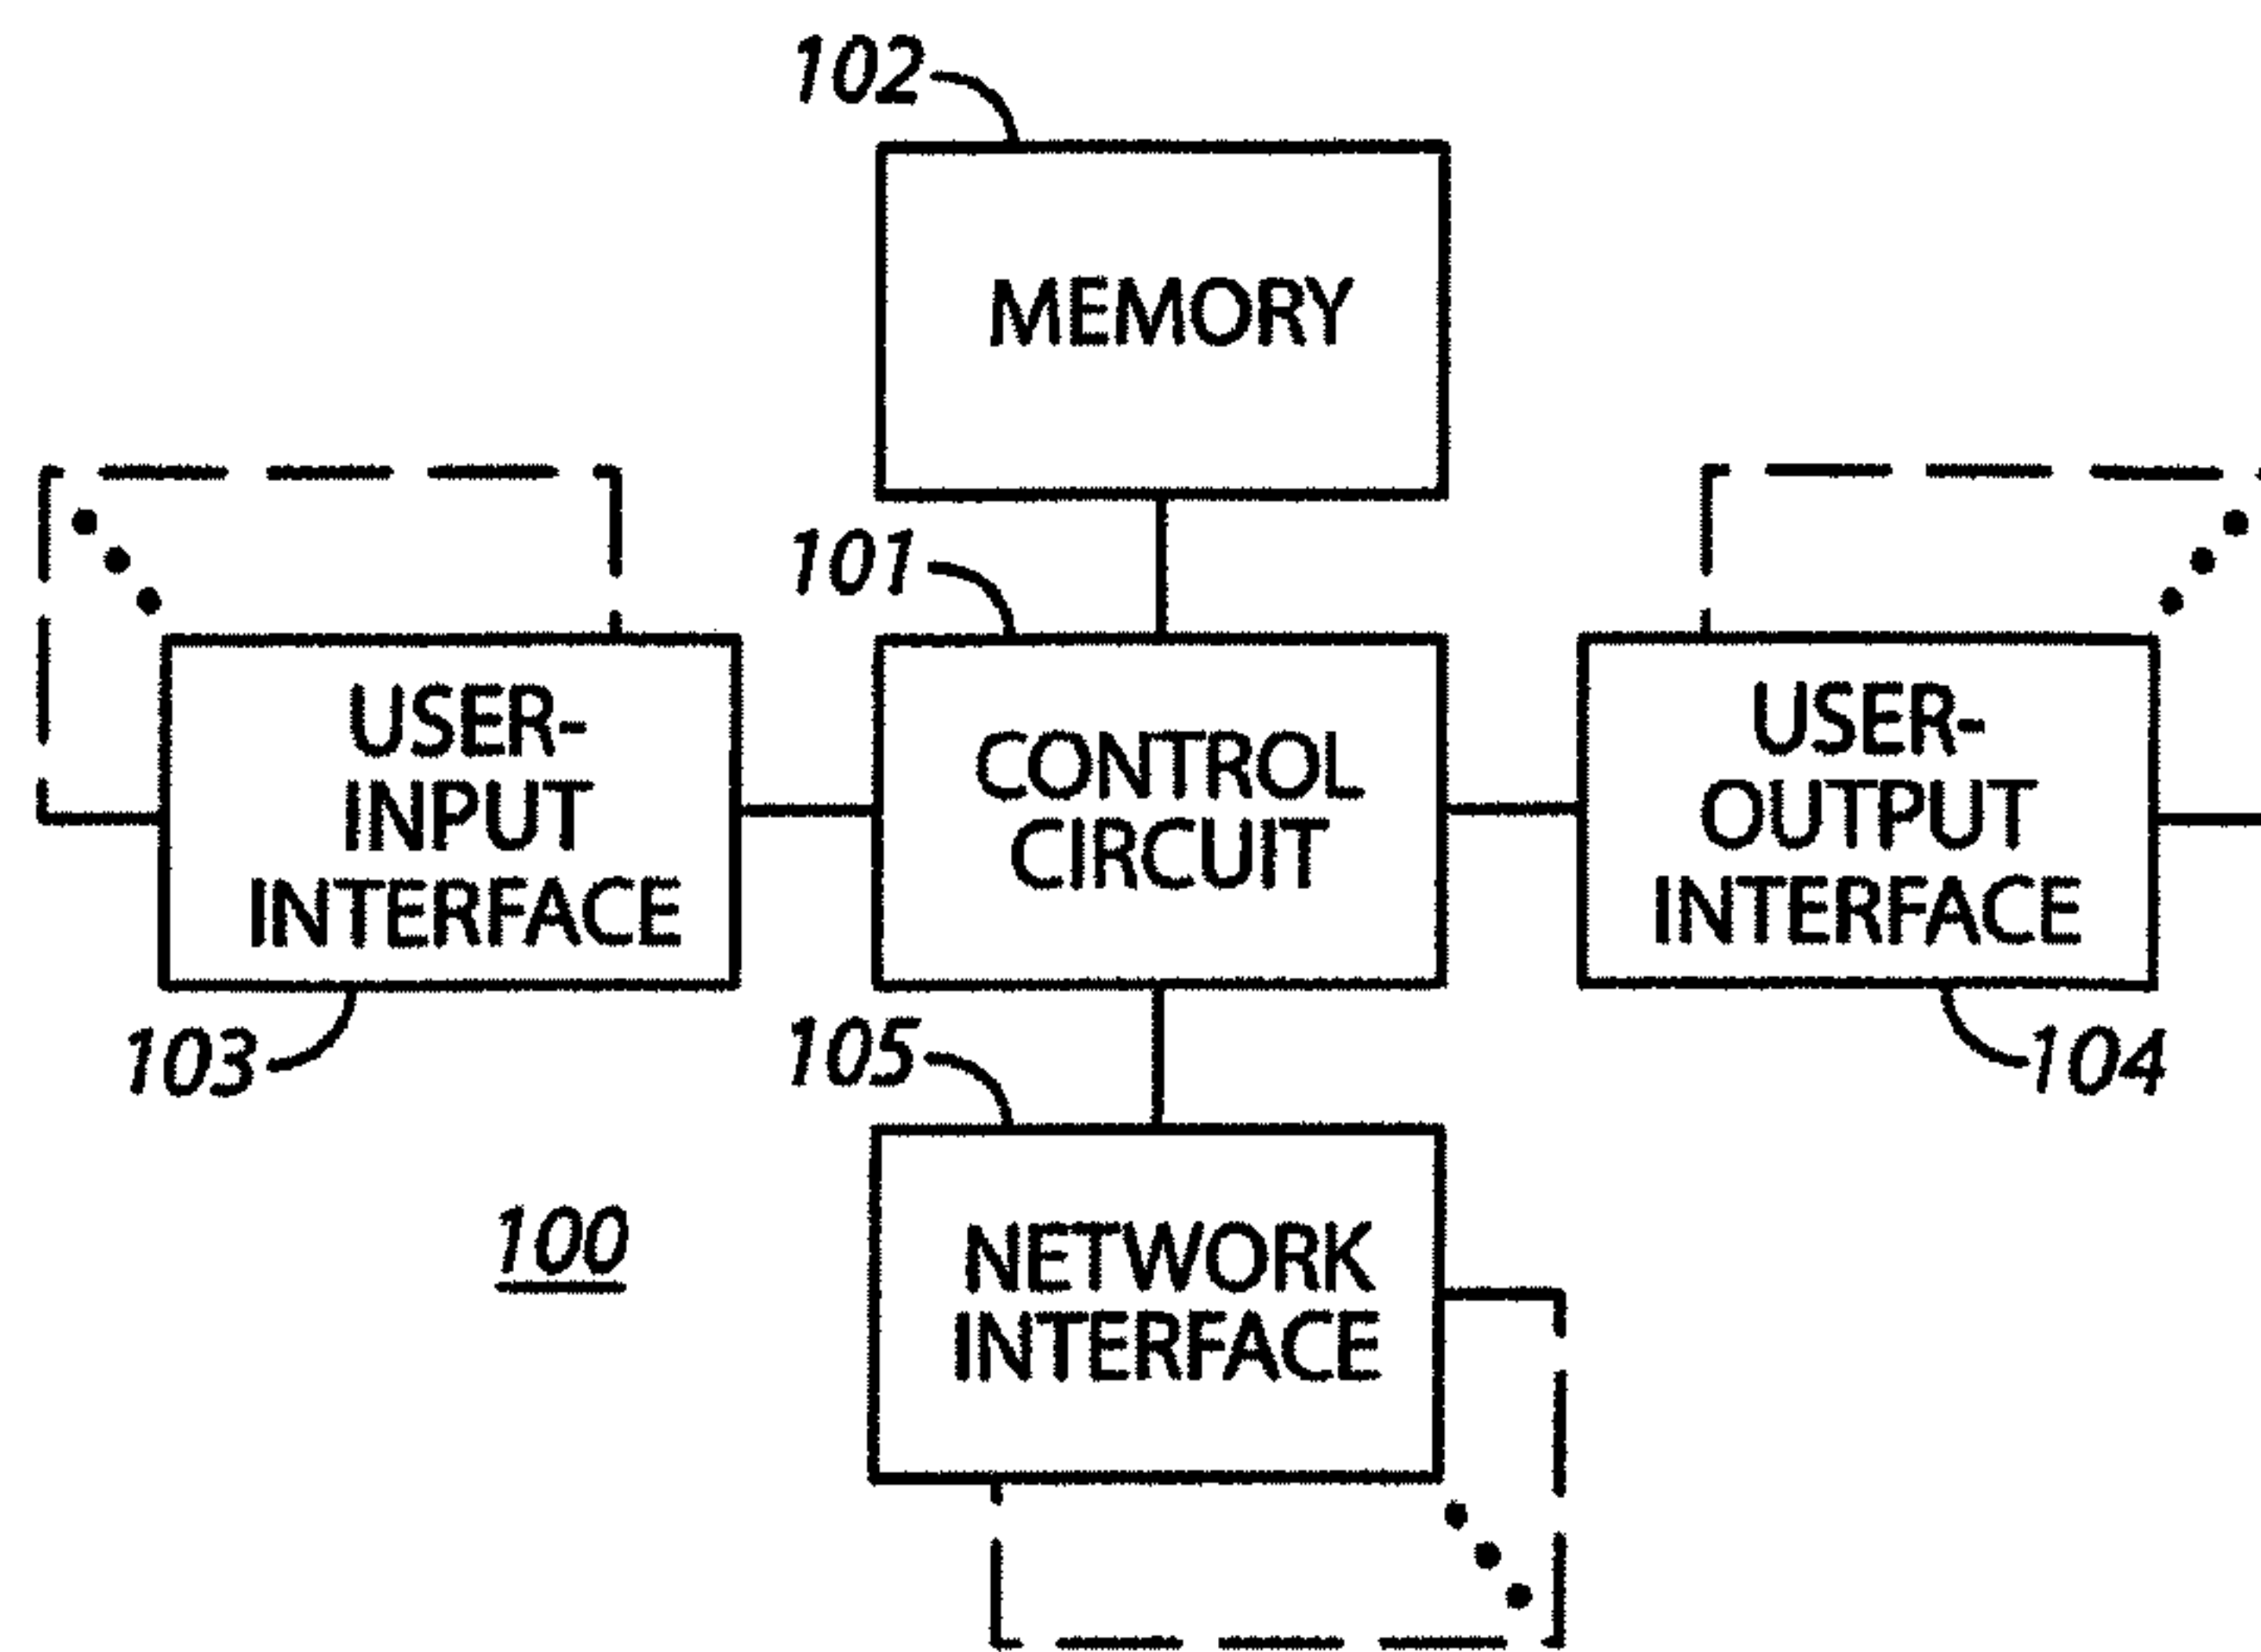 102
MEMORY
101
USER-
INPUT
INTERFACE
CONTROL
CIRCUIT
USER-
OUTPUT
INTERFACE
103
105
104
100
NETWORK
INTERFACE